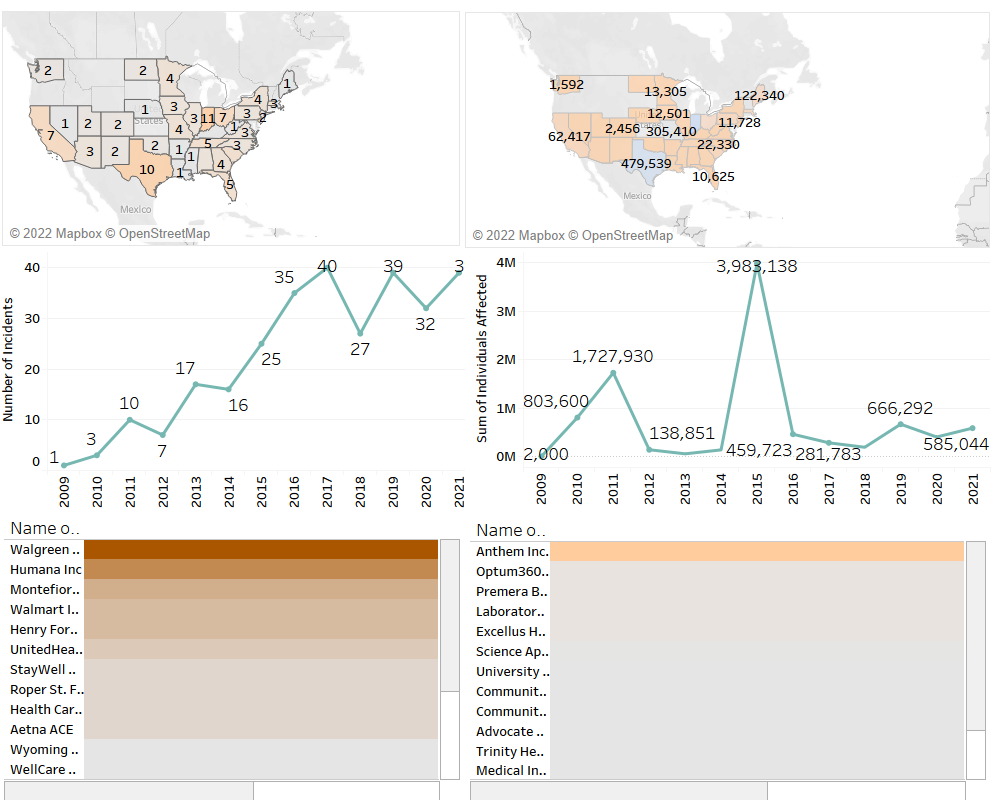 2
2
4
1
1
3
3
4
3
2
7
1
2
2
States
4
3
11
7
3
1
3
3
2
2
10
1
1
5
3
4
1
5
Mexico
© 2022 Mapbox © OpenStreetMap
1,592
13,305
122,340
12,501
11,728
62,417
2,456
305,410
22,330
479,539
10,625
Mexico
© 2022 Mapbox © OpenStreetMap
Number of Incidents
40
30
20
10
0
1
3
10
7
17
16
25
35
40
27
39
32
3
2009
2010
2011
2012
2013
2014
2015
2016
2017
2018
2019
2020
2021
Sum of Individuals Affected
4M
3M
2M
1M
0M
2,000
803,600
1,727,930
138,851
3,983,138
459,723
281,783
666,292
585,044
2009
2010
2011
2012
2013
2014
2015
2016
2017
2018
2019
2020
2021
Name o..
Walgreen ..
Humana Inc
Montefior..
Walmart I..
Henry For..
UnitedHea..
StayWell ..
Roper St. F..
Health Car..
Aetna ACE
Wyoming ..
WellCare ..
Name o..
Anthem Inc.
Optum360..
Premera B..
Laborator..
Excellus H..
Science Ap..
University ..
Communit..
Communit..
Advocate ..
Trinity He..
Medical In..